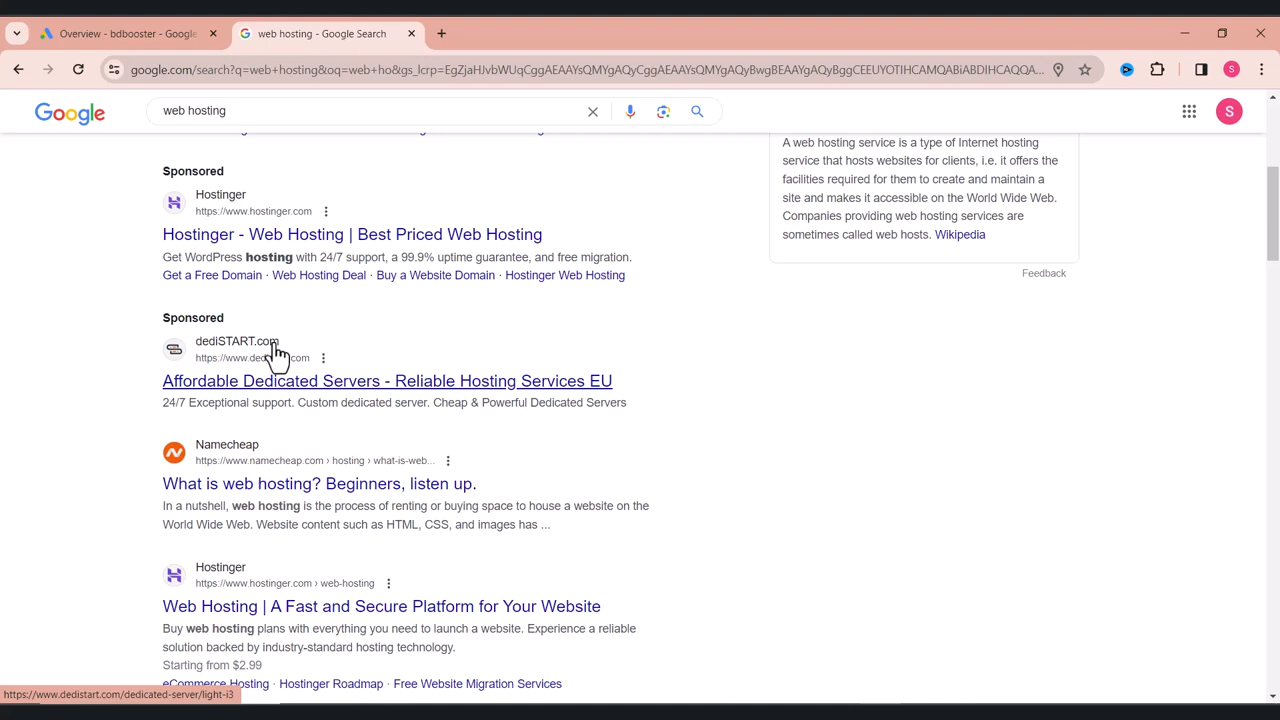 Overview - bdbooster - Google
web hosting - Google Search
google.com/search?q=web+hosting&oq=web+ho&gs_lcrp=EgZjaHJvbWUqCggAEAAYsQMYgAQyCggAEAAYsQMYgAQyBwgBEAAYgAQyBggCEEUYOTIHCAMQABiABDIHCAQQA...
S
Google
web hosting
S
A web hosting service is a type of Internet hosting
service that hosts websites for clients, i.e. it offers the
facilities required for them to create and maintain a
site and makes it accessible on the World Wide Web.
Companies providing web hosting services are
sometimes called web hosts. Wikipedia
Feedback
Sponsored
Hostinger
https://www.hostinger.com
Hostinger - Web Hosting | Best Priced Web Hosting
Get WordPress hosting with 24/7 support, a 99.9% uptime guarantee, and free migration.
Get a Free Domain · Web Hosting Deal · Buy a Website Domain · Hostinger Web Hosting
Sponsored
dediSTART.com
Affordable Dedicated Servers - Reliable Hosting Services EU
24/7 Exceptional support. Custom dedicated server. Cheap & Powerful Dedicated Servers
Namecheap
https://www.namecheap.com › hosting › what-is-web...
What is web hosting? Beginners, listen up.
In a nutshell, web hosting is the process of renting or buying space to house a website on the
World Wide Web. Website content such as HTML, CSS, and images has ...
Hostinger
https://www.hostinger.com › web-hosting
Web Hosting | A Fast and Secure Platform for Your Website
Buy web hosting plans with everything you need to launch a website. Experience a reliable
solution backed by industry-standard hosting technology.
Starting from $2.99
eCommerce Hosting · Hostinger Roadmap · Free Website Migration Services
https://www.dedistart.com/dedicated-server/light-i3